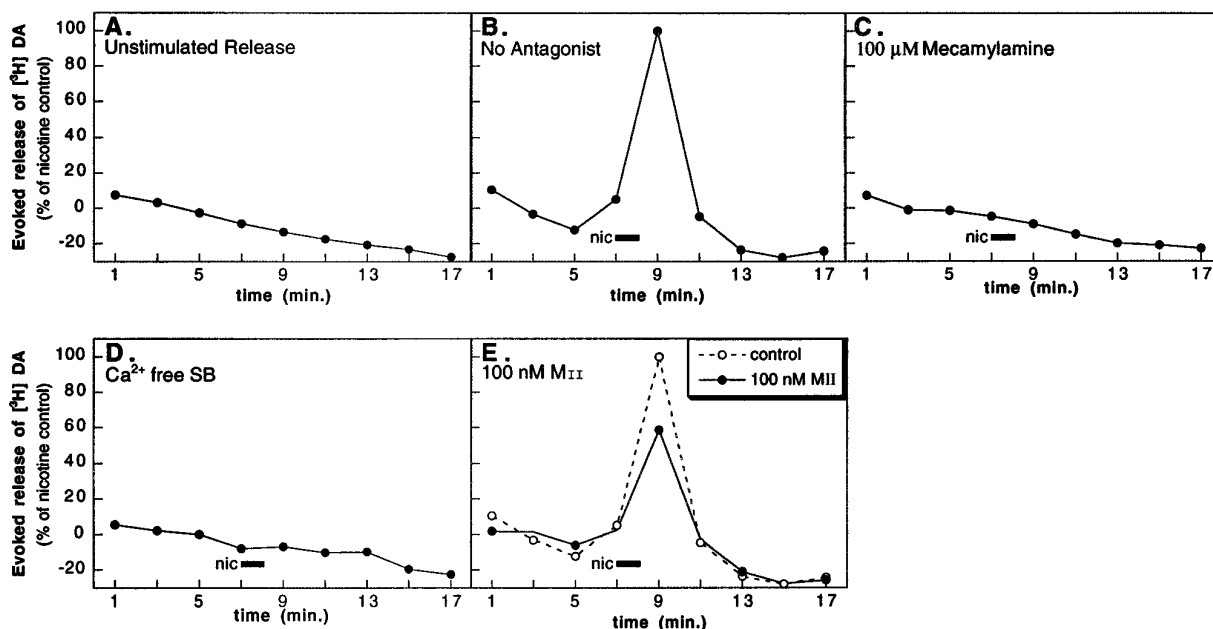 A.
Unstimulated Release
B.
No Antagonist
C.
100 μM Mecamylamine
Evoked release of [³H] DA
(% of nicotine control)
100
80
60
40
20
0
-20
nic
nic
1 5 9 13 17
1 5 9 13 17
1 5 9 13 17
time (min.)
time (min.)
time (min.)
D.
Ca²⁺ free SB
E.
100 nM MII
control
100 nM MII
Evoked release of [³H] DA
(% of nicotine control)
100
80
60
40
20
0
-20
nic
nic
1 5 9 13 17
1 5 9 13 17
time (min.)
time (min.)